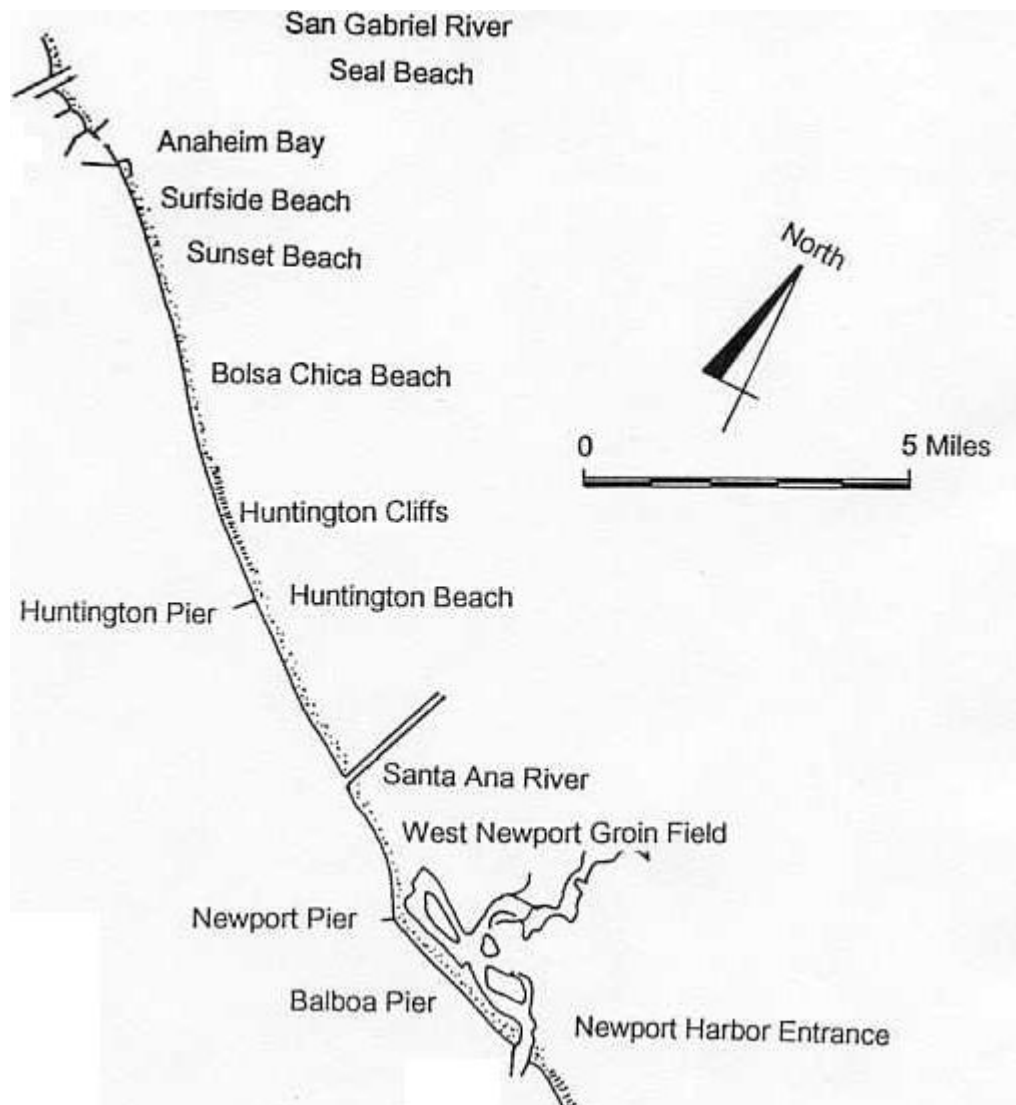 San Gabriel River
Seal Beach
Anaheim Bay
Surfside Beach
Sunset Beach
North
Bolsa Chica Beach
0 5 Miles
Huntington Cliffs
Huntington Beach
Huntington Pier
Santa Ana River
West Newport Groin Field
Newport Pier
Balboa Pier
Newport Harbor Entrance